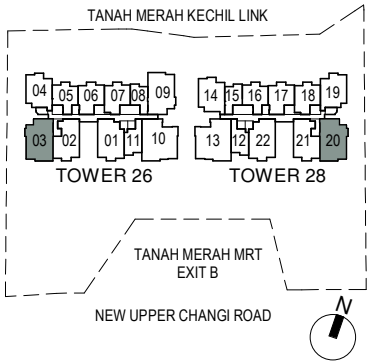 TANAH MERAH KECHIL LINK
04 05 06 07 08 09 14 15 16 17 18 19
03 02 01 11 10 13 12 22 21 20
TOWER 26 TOWER 28
TANAH MERAH MRT
EXIT B
NEW UPPER CHANGI ROAD
N